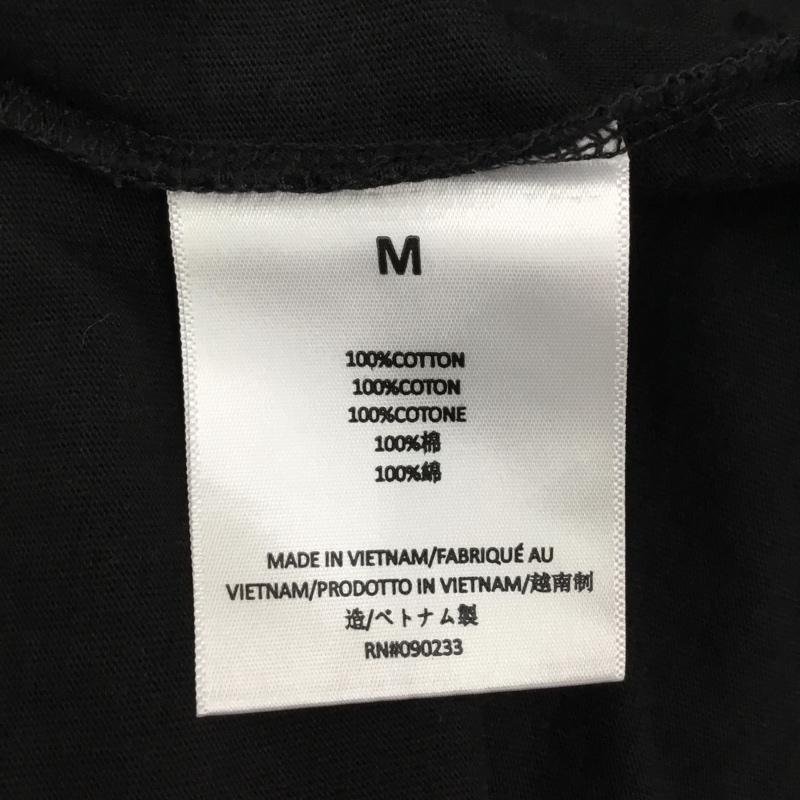 M
100%COTTON
100%COTON
100%COTONE
100%棉
100%綿
MADE IN VIETNAM/FABRIQUÉ AU
VIETNAM/PRODOTTO IN VIETNAM/越南制
造/ベトナム製
RN#090233